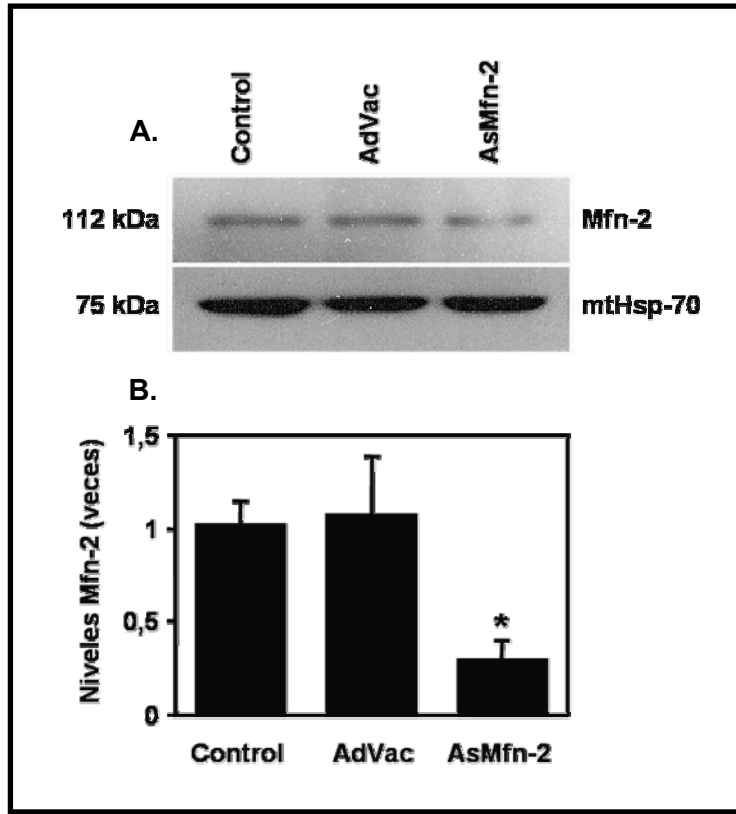 A.
Control
AdVac
AsMfn-2
112 kDa
Mfn-2
75 kDa
mtHsp-70
B.
Niveles Mfn-2 (veces)
1,5
1
0,5
0
*
Control AdVac AsMfn-2